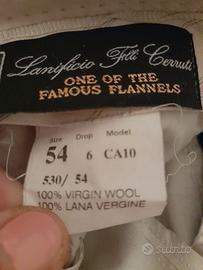 Lanificio F.lli Cerruti
ONE OF THE
FAMOUS FLANNELS
Size Drop Model
54 6 CA10
530/ 54
100% VIRGIN WOOL
100% LANA VERGINE
subito